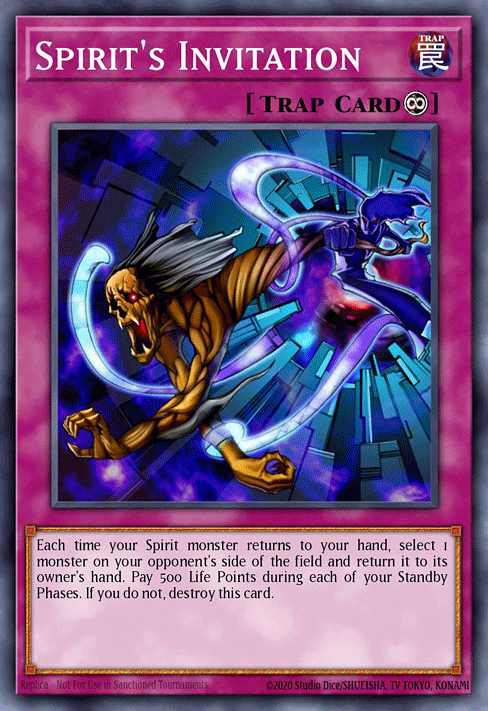 Spirit's Invitation
TRAP
罠
[Trap Card∞]
Each time your Spirit monster returns to your hand, select 1
monster on your opponent's side of the field and return it to its
owner's hand. Pay 500 Life Points during each of your Standby
Phases. If you do not, destroy this card.
Replica - Not For Use in Sanctioned Tournaments. ©2020 Studio Dice/SHUEISHA, TV TOKYO, KONAMI